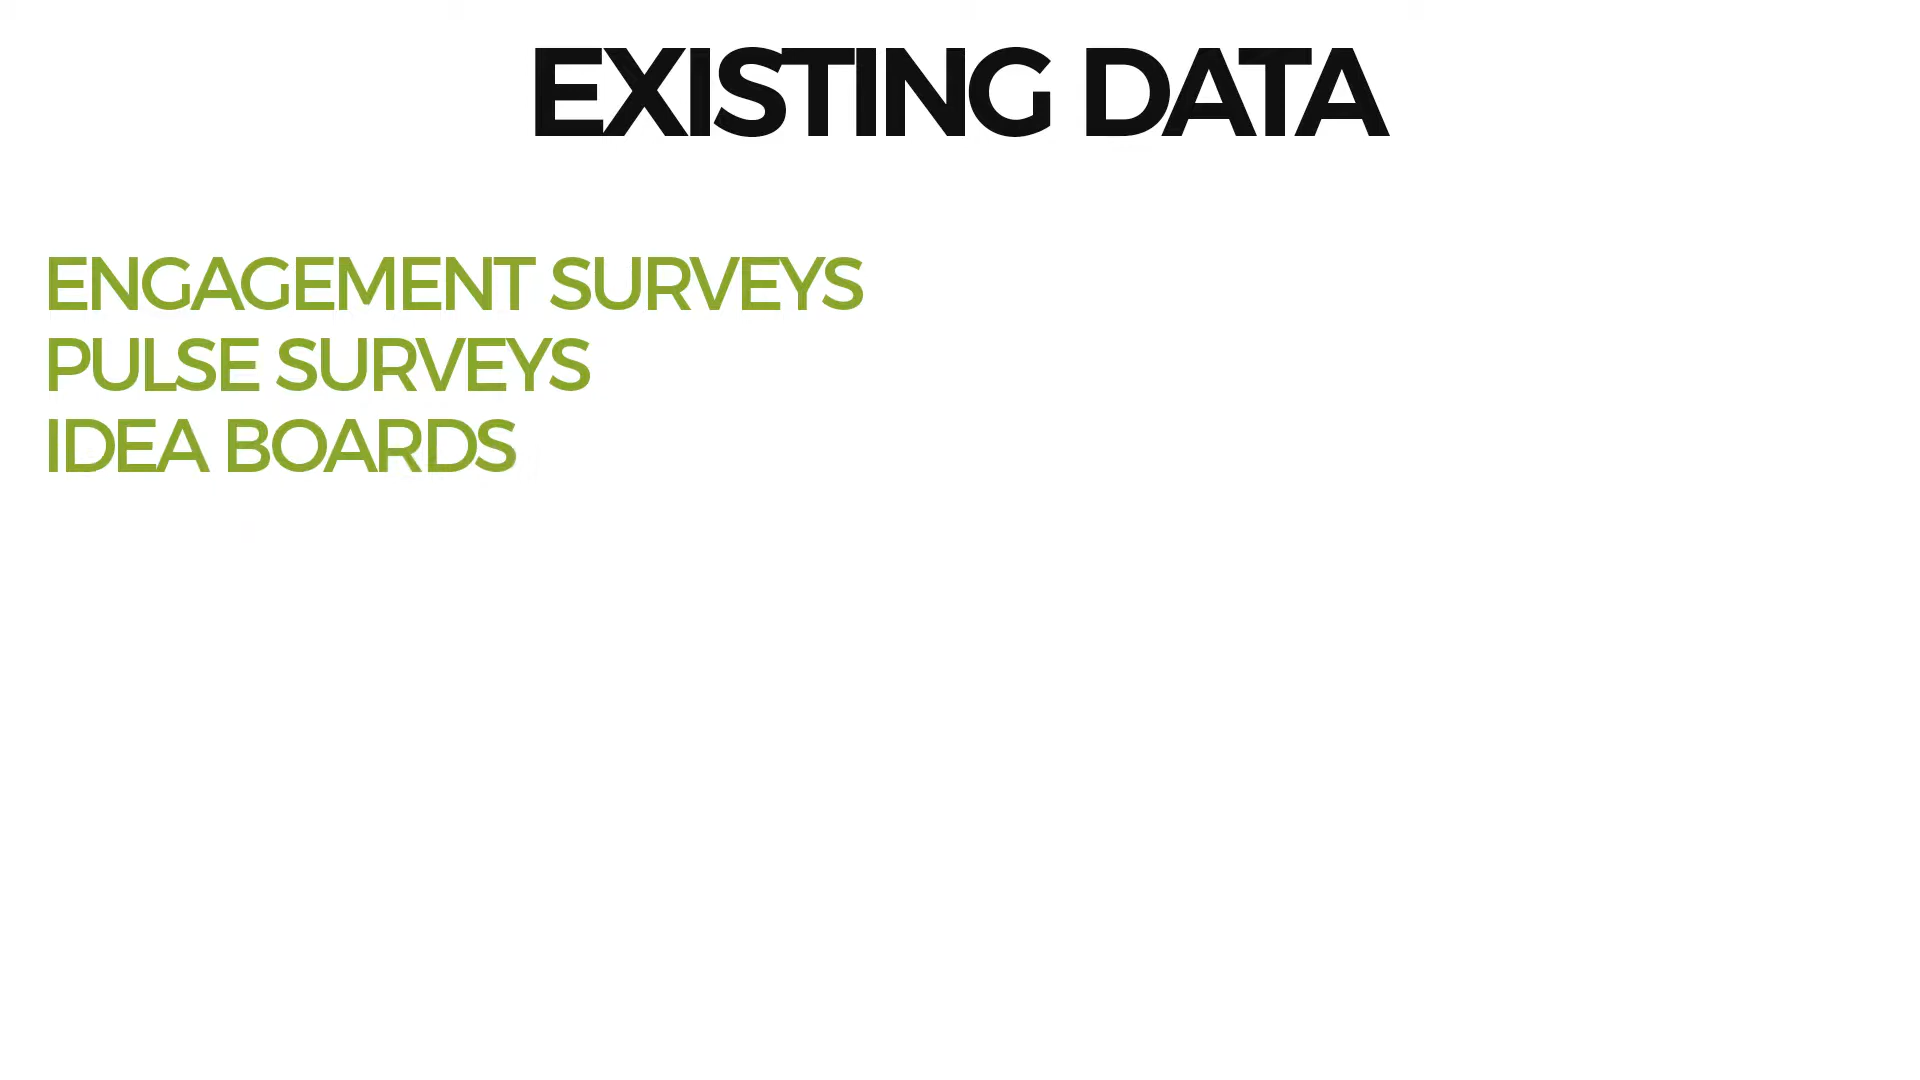 EXISTING DATA
ENGAGEMENT SURVEYS
PULSE SURVEYS
IDEA BOARDS